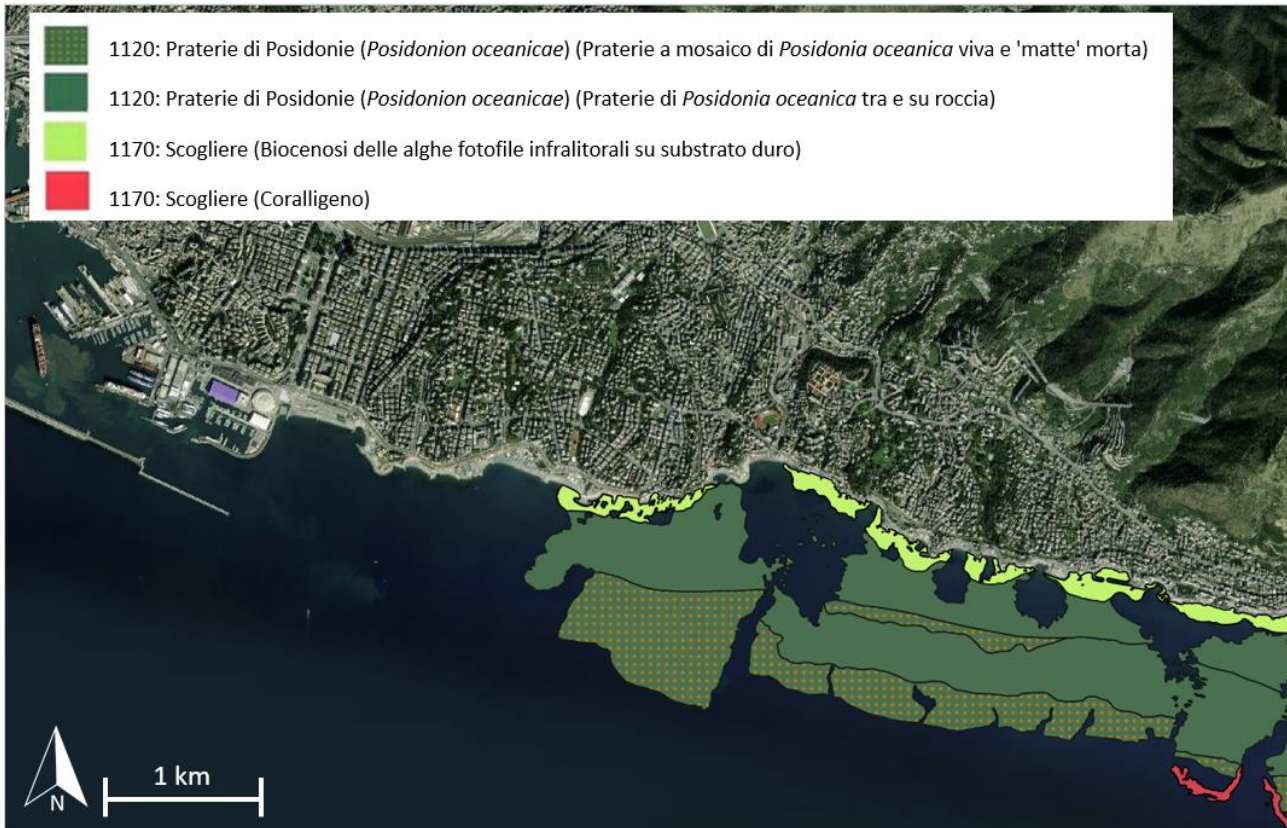 1120: Praterie di Posidonie (Posidonion oceanicae) (Praterie a mosaico di Posidonia oceanica viva e 'matte' morta)
1120: Praterie di Posidonie (Posidonion oceanicae) (Praterie di Posidonia oceanica tra e su roccia)
1170: Scogliere (Biocenosi delle alghe fotofile infralitorali su substrato duro)
1170: Scogliere (Coralligeno)
1 km
N